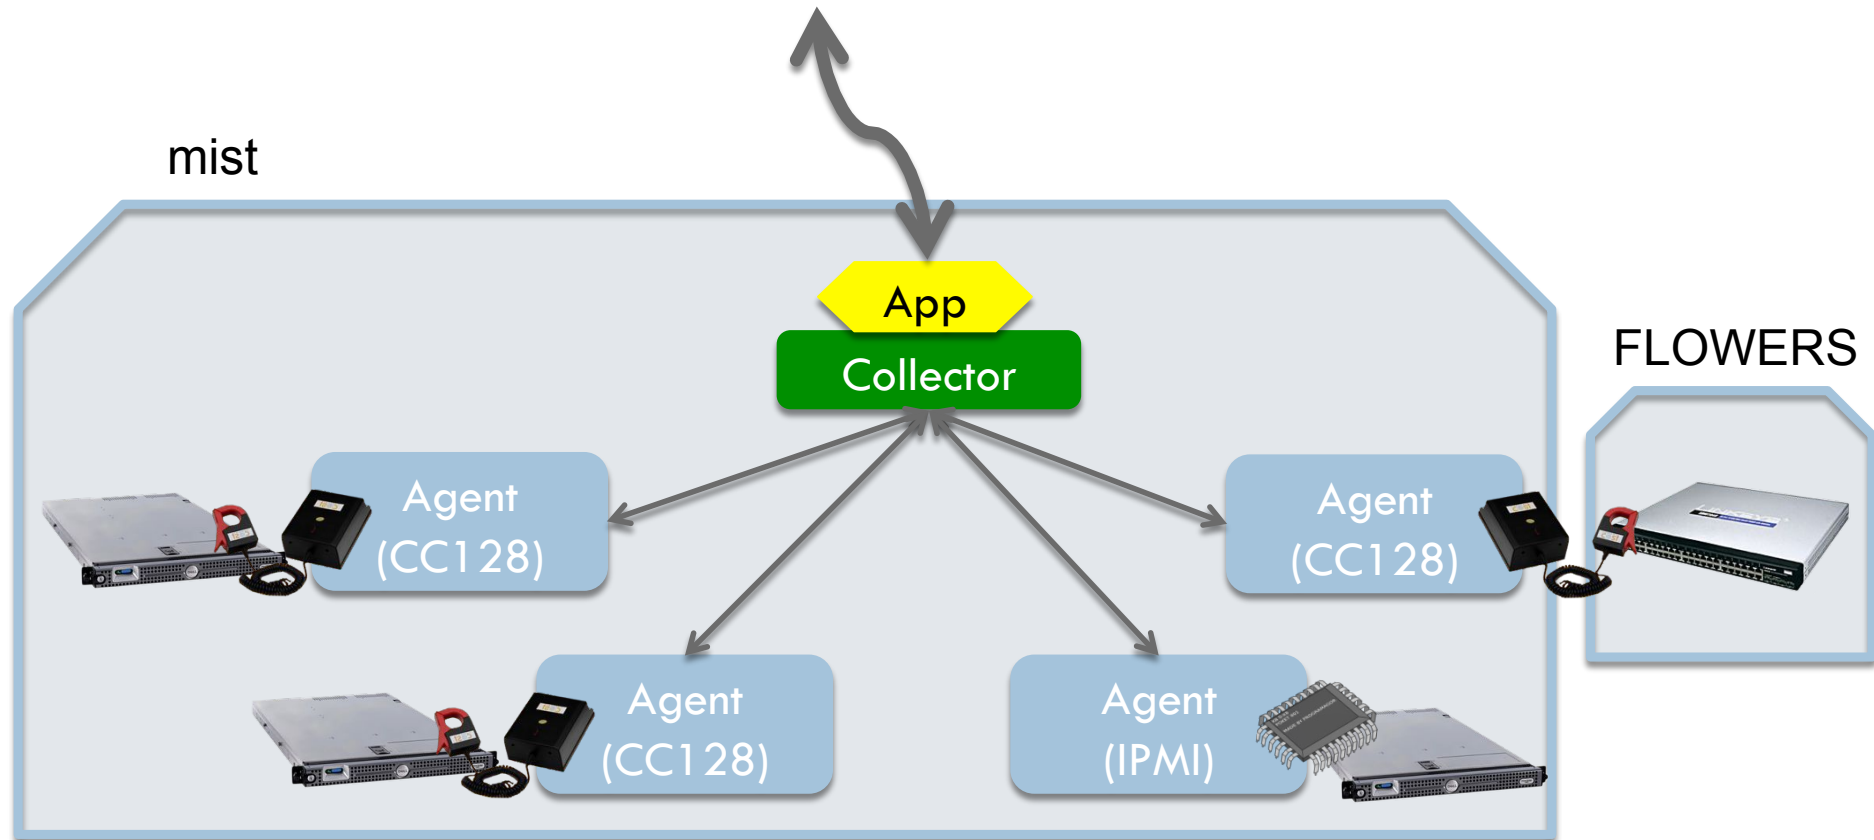 mist
App
Collector
FLOWERS
Agent
(CC128)
Agent
(CC128)
Agent
(CC128)
Agent
(IPMI)